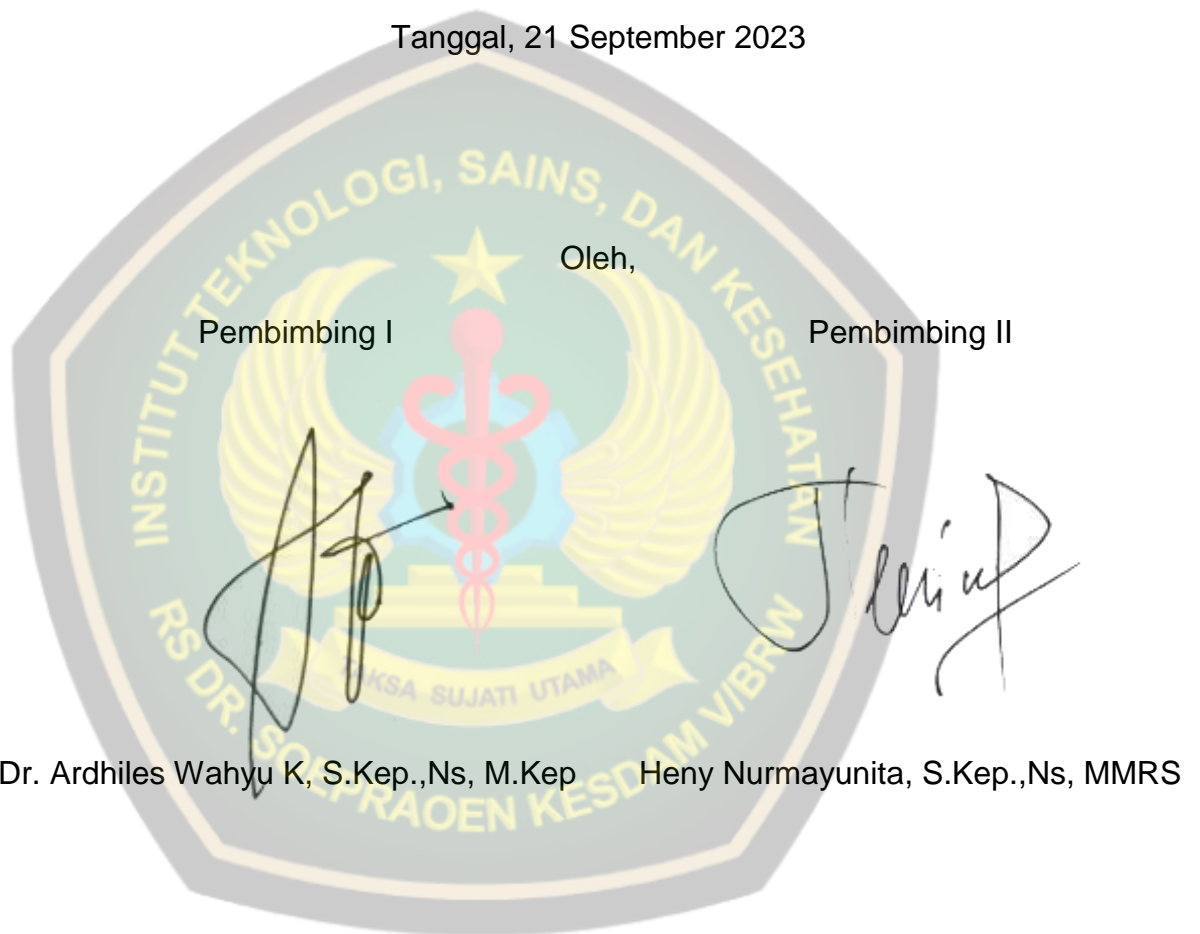 Tanggal, 21 September 2023
INSTITUT TEKNOLOGI, SAINS, DAN KESEHATAN
Oleh,
Pembimbing I
Pembimbing II
TAKSA SUJATI UTAMA
Dr. Ardhiles Wahyu K, S.Kep.,Ns, M.Kep
Heny Nurmayunita, S.Kep.,Ns, MMRS
RS DR. SOEPRAOEN KESDAM V/BRW